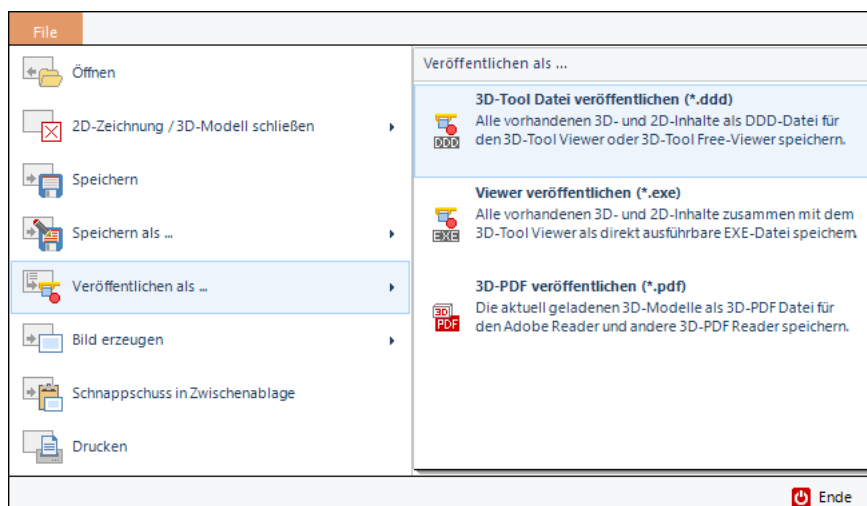 File
Öffnen
2D-Zeichnung / 3D-Modell schließen
Speichern
Speichern als ...
Veröffentlichen als ...
Bild erzeugen
Schnappschuss in Zwischenablage
Drucken
Veröffentlichen als ...
3D-Tool Datei veröffentlichen (*.ddd)
Alle vorhandenen 3D- und 2D-Inhalte als DDD-Datei für
den 3D-Tool Viewer oder 3D-Tool Free-Viewer speichern.
DDD
Viewer veröffentlichen (*.exe)
Alle vorhandenen 3D- und 2D-Inhalte zusammen mit dem
3D-Tool Viewer als direkt ausführbare EXE-Datei speichern.
EXE
3D-PDF veröffentlichen (*.pdf)
Die aktuell geladenen 3D-Modelle als 3D-PDF Datei für
den Adobe Reader und andere 3D-PDF Reader speichern.
3D
PDF
Ende